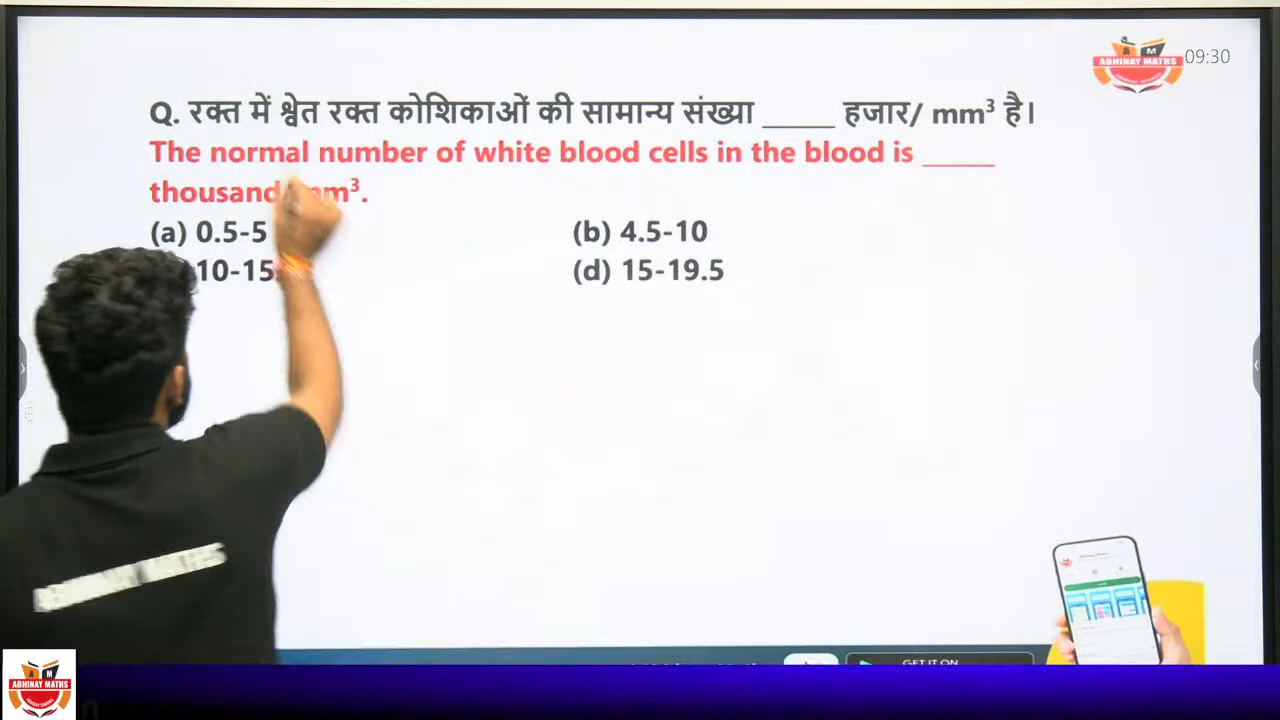 09:30
ABHINAY MATHS
Q. रक्त में श्वेत रक्त कोशिकाओं की सामान्य संख्या _____ हजार/ mm³ है।
The normal number of white blood cells in the blood is _____
thousand mm³.
(a) 0.5-5
(b) 4.5-10
10-15
(d) 15-19.5
GET IT ON
A M
ABHINAY MATHS